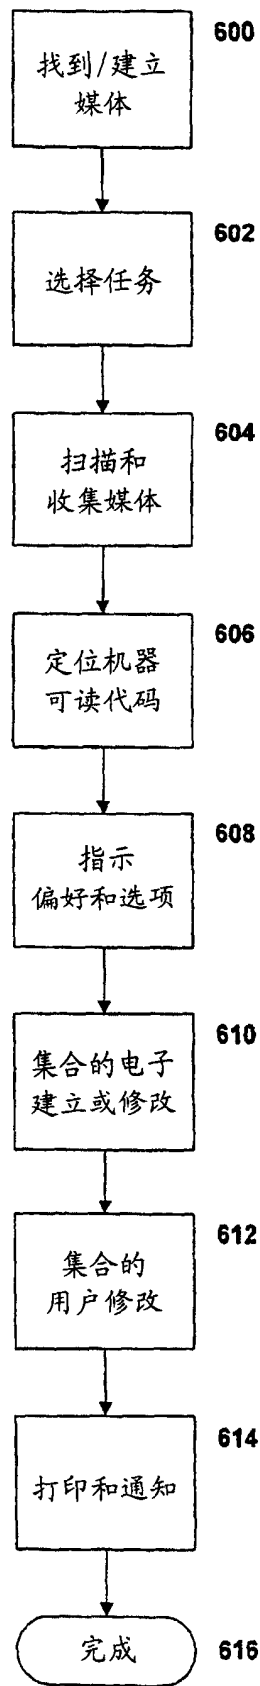 600
找到/建立
媒体
602
选择任务
604
扫描和
收集媒体
606
定位机器
可读代码
608
指示
偏好和选项
610
集合的电子
建立或修改
612
集合的
用户修改
614
打印和通知
完成
616